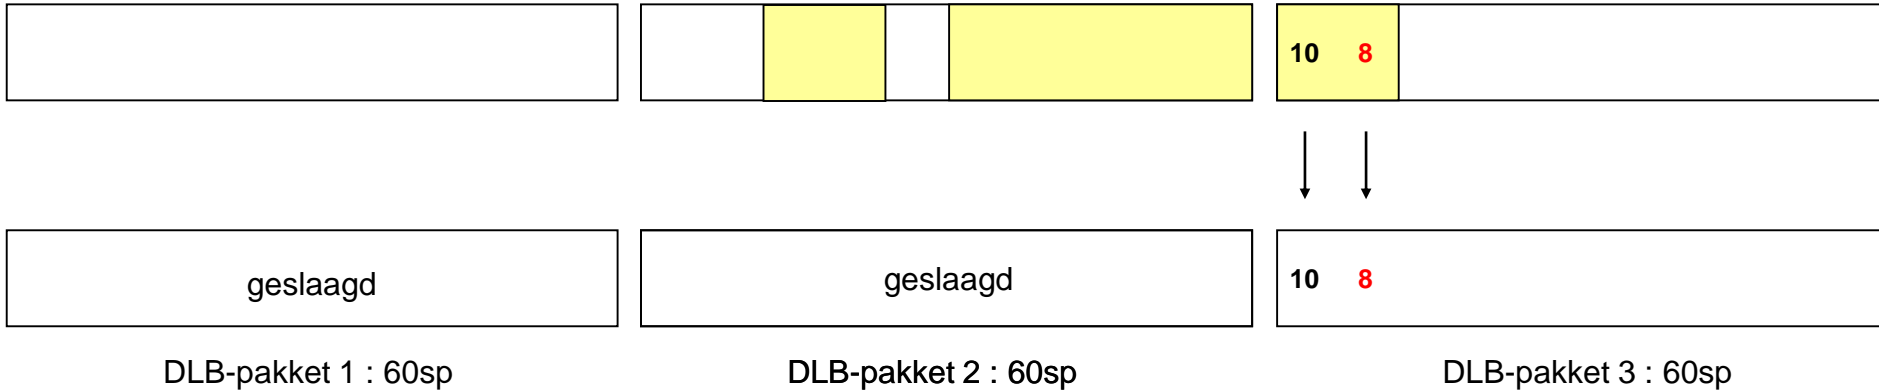 10 8
geslaagd geslaagd 10 8
DLB-pakket 1 : 60sp DLB-pakket 2 : 60sp DLB-pakket 3 : 60sp